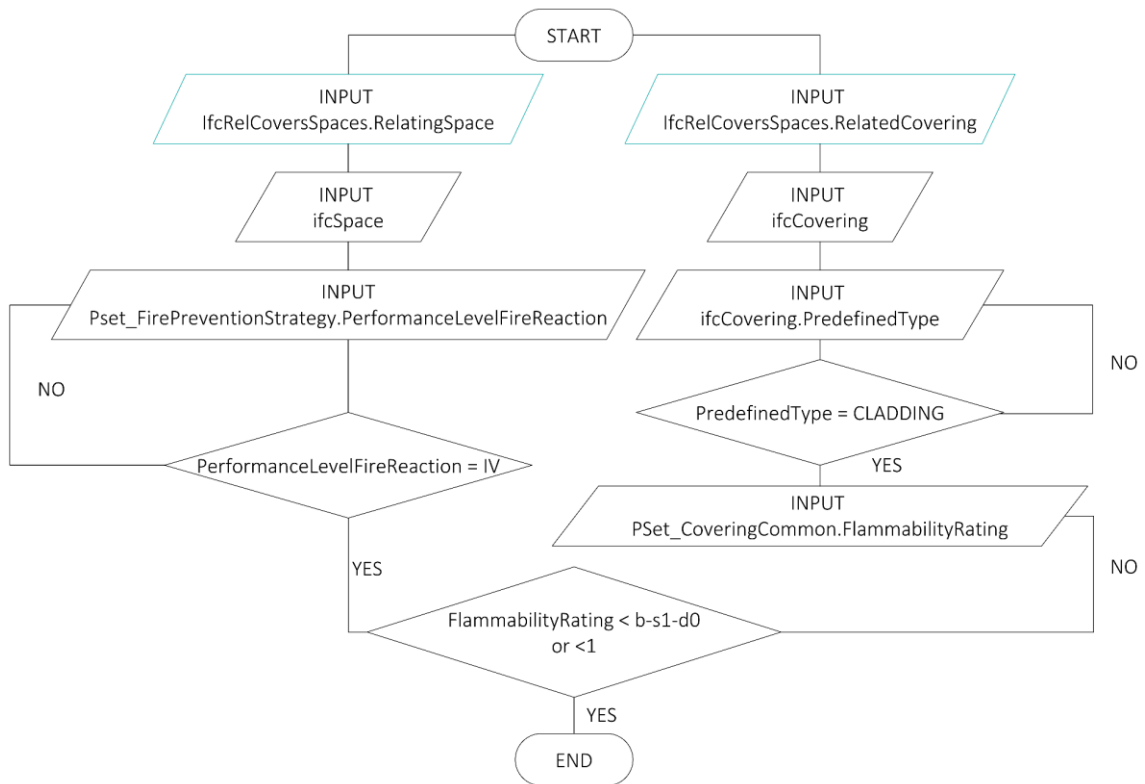 START
INPUT
IfcRelCoversSpaces.RelatingSpace
INPUT
IfcRelCoversSpaces.RelatedCovering
INPUT
ifcSpace
INPUT
ifcCovering
INPUT
Pset_FirePreventionStrategy.PerformanceLevelFireReaction
INPUT
ifcCovering.PredefinedType
NO
NO
PredefinedType = CLADDING
PerformanceLevelFireReaction = IV
YES
INPUT
PSet_CoveringCommon.FlammabilityRating
YES
NO
FlammabilityRating < b-s1-d0
or <1
YES
END